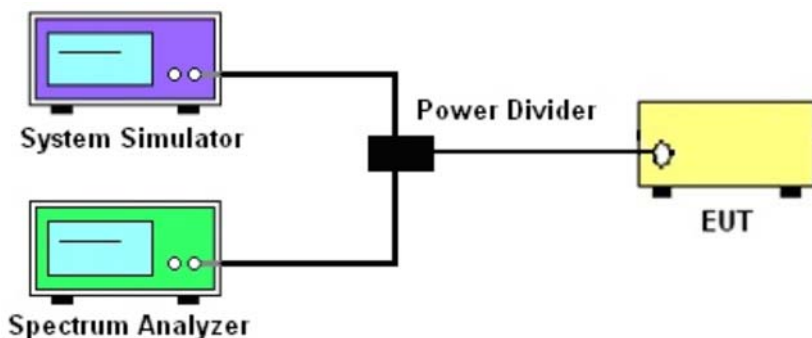 System Simulator
Power Divider
EUT
Spectrum Analyzer